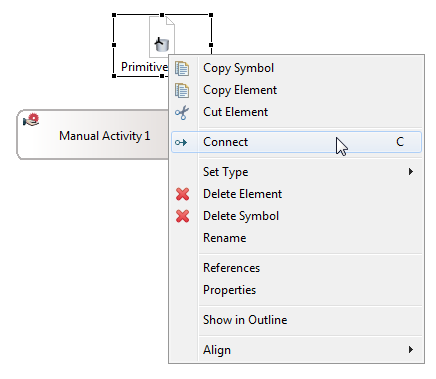 Primitive
Copy Symbol
Copy Element
Cut Element
Manual Activity 1
Connect C
Set Type
Delete Element
Delete Symbol
Rename
References
Properties
Show in Outline
Align